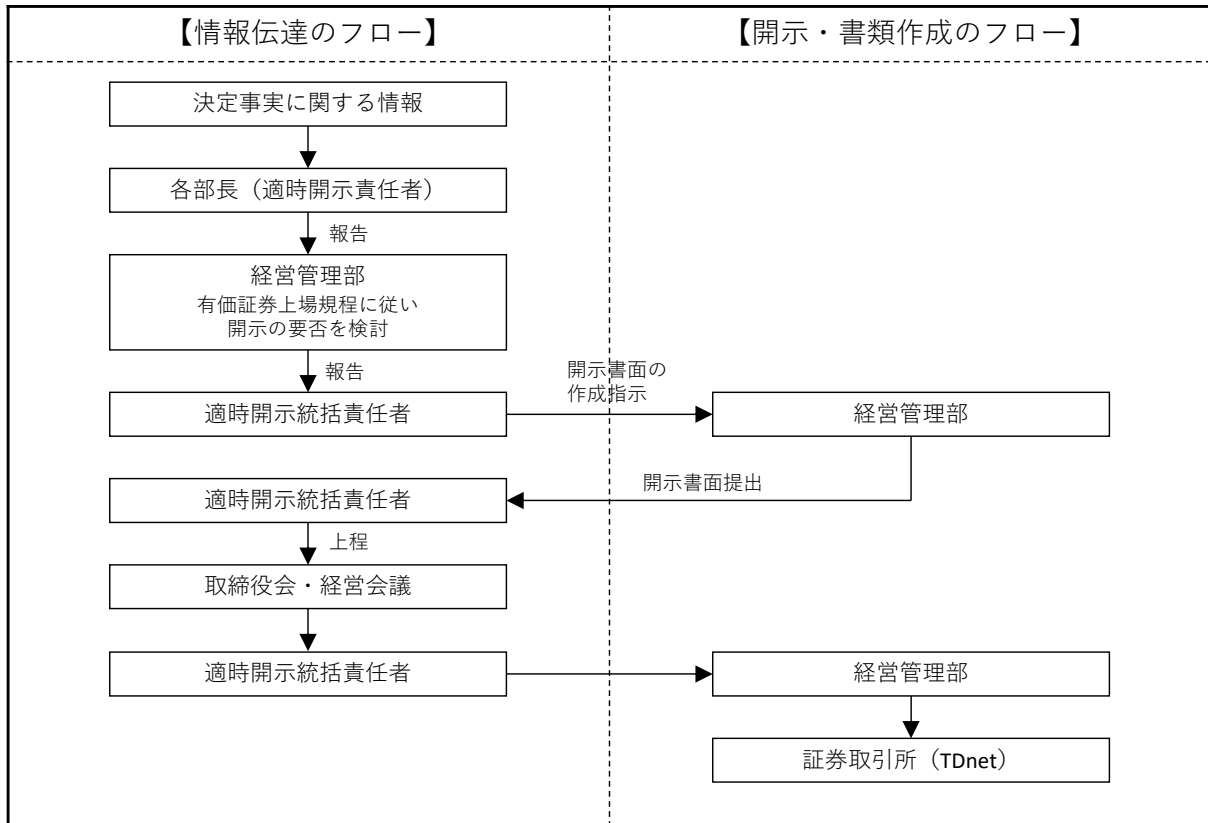 【情報伝達のフロー】
【開示・書類作成のフロー】
決定事実に関する情報
各部長（適時開示責任者）
報告
経営管理部
有価証券上場規程に従い
開示の要否を検討
報告
適時開示統括責任者
開示書面の
作成指示
経営管理部
開示書面提出
適時開示統括責任者
上程
取締役会・経営会議
適時開示統括責任者
経営管理部
証券取引所（TDnet）